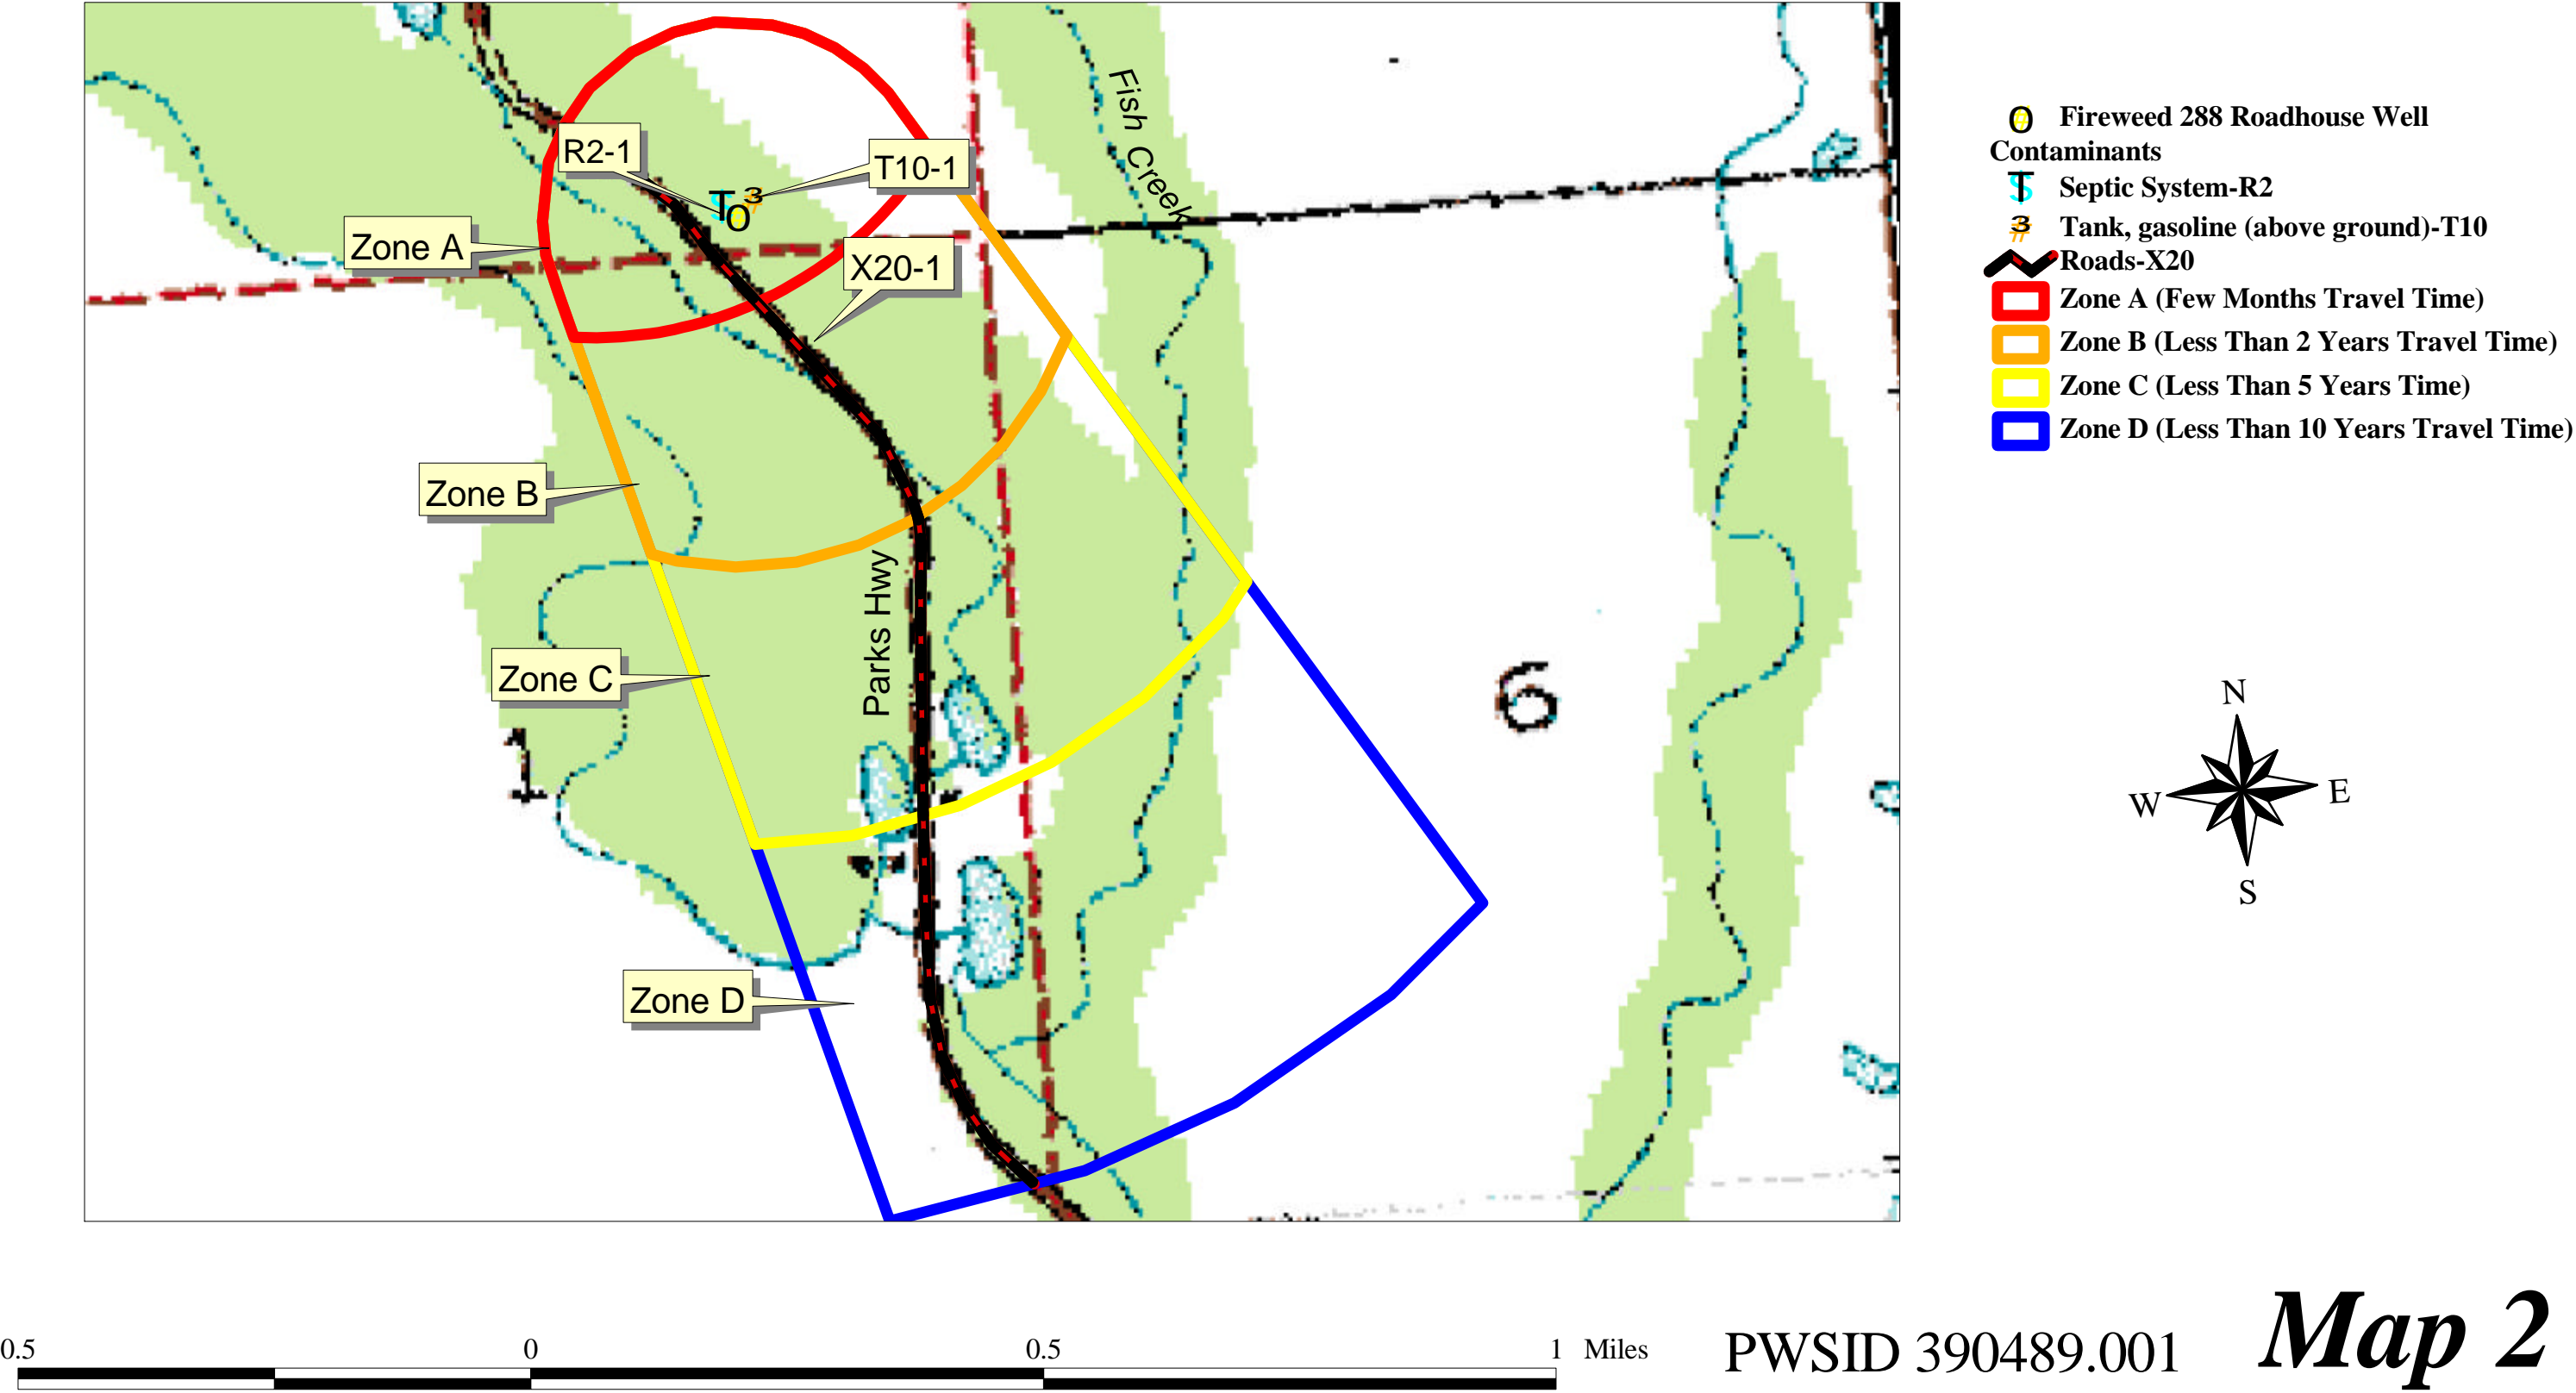 Fish Creek
R2-1
T10-1
Zone A
X20-1
Zone B
Parks Hwy
Zone C
Zone D
1
6
Fireweed 288 Roadhouse Well
Contaminants
Septic System-R2
Tank, gasoline (above ground)-T10
Roads-X20
Zone A (Few Months Travel Time)
Zone B (Less Than 2 Years Travel Time)
Zone C (Less Than 5 Years Time)
Zone D (Less Than 10 Years Travel Time)
N
W
E
S
0.5 0 0.5 1 Miles
PWSID 390489.001
Map 2